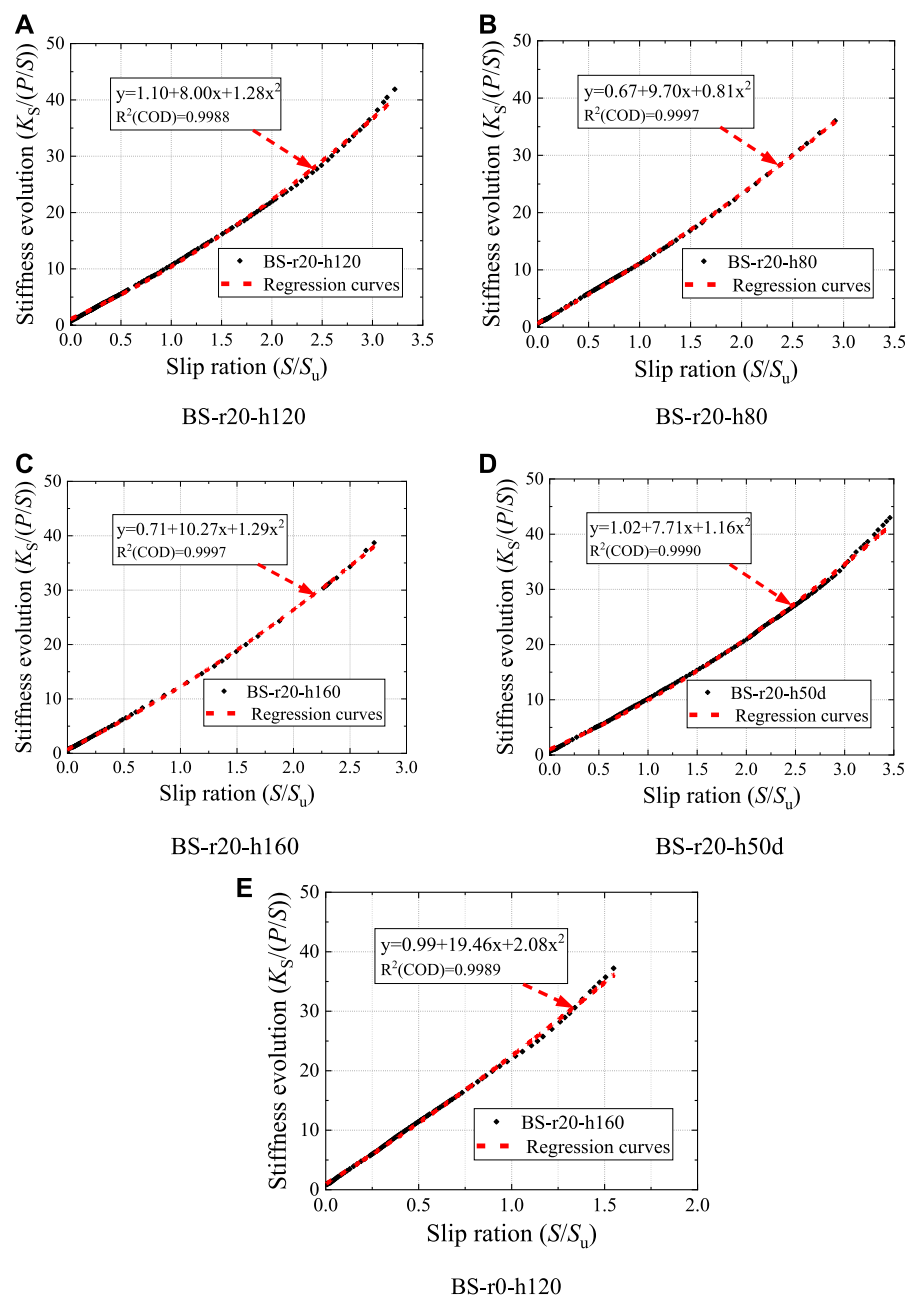 A
Stiffness evolution (K_S/(P/S))
50
40
30
20
10
0
y=1.10+8.00x+1.28x²
R²(COD)=0.9988
BS-r20-h120
Regression curves
0.0 0.5 1.0 1.5 2.0 2.5 3.0 3.5
Slip ration (S/S_u)
BS-r20-h120
B
Stiffness evolution (K_S/(P/S))
50
40
30
20
10
0
y=0.67+9.70x+0.81x²
R²(COD)=0.9997
BS-r20-h80
Regression curves
0.0 0.5 1.0 1.5 2.0 2.5 3.0 3.5
Slip ration (S/S_u)
BS-r20-h80
C
Stiffness evolution (K_S/(P/S))
50
40
30
20
10
0
y=0.71+10.27x+1.29x²
R²(COD)=0.9997
BS-r20-h160
Regression curves
0.0 0.5 1.0 1.5 2.0 2.5 3.0
Slip ration (S/S_u)
BS-r20-h160
D
Stiffness evolution (K_S/(P/S))
50
40
30
20
10
0
y=1.02+7.71x+1.16x²
R²(COD)=0.9990
BS-r20-h50d
Regression curves
0.0 0.5 1.0 1.5 2.0 2.5 3.0 3.5
Slip ration (S/S_u)
BS-r20-h50d
E
Stiffness evolution (K_S/(P/S))
50
40
30
20
10
0
y=0.99+19.46x+2.08x²
R²(COD)=0.9989
BS-r20-h160
Regression curves
0.0 0.5 1.0 1.5 2.0
Slip ration (S/S_u)
BS-r0-h120